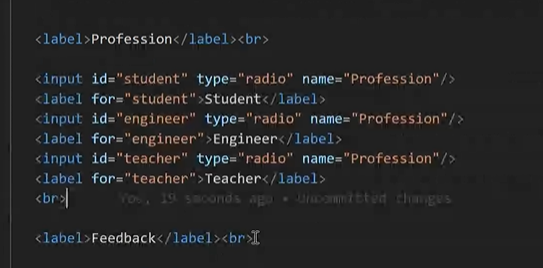 <label>Profession</label><br>
<input id="student" type="radio" name="Profession"/>
<label for="student">Student</label>
<input id="engineer" type="radio" name="Profession"/>
<label for="engineer">Engineer</label>
<input id="teacher" type="radio" name="Profession"/>
<label for="teacher">Teacher</label>
<br> You, 19 seconds ago • Uncommitted changes
<label>Feedback</label><br>